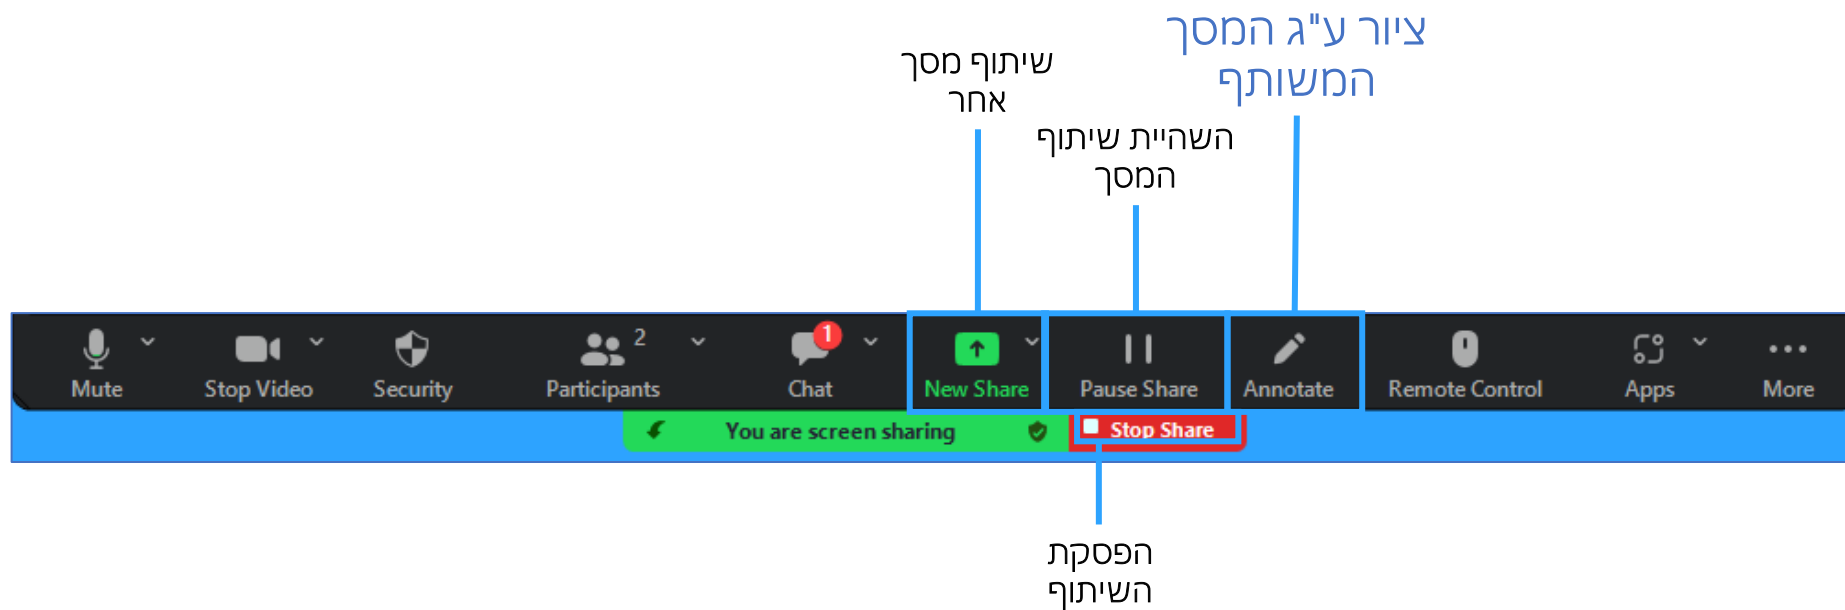 ציור ע"ג המסך
המשותף
שיתוף מסך
אחר
השהיית שיתוף
המסך
Mute
Stop Video
Security
2
Participants
1
Chat
New Share
Pause Share
Annotate
Remote Control
Apps
More
You are screen sharing
Stop Share
הפסקת
השיתוף